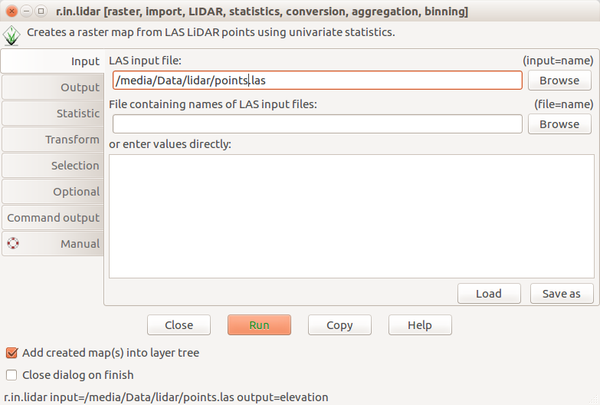 r.in.lidar [raster, import, LIDAR, statistics, conversion, aggregation, binning]
Creates a raster map from LAS LiDAR points using univariate statistics.
Input
LAS input file: (input=name)
/media/Data/lidar/points.las Browse
Output
File containing names of LAS input files: (file=name)
Statistic
Browse
Transform
or enter values directly:
Selection
Optional
Command output
Manual
Load Save as
Close Run Copy Help
Add created map(s) into layer tree
Close dialog on finish
r.in.lidar input=/media/Data/lidar/points.las output=elevation